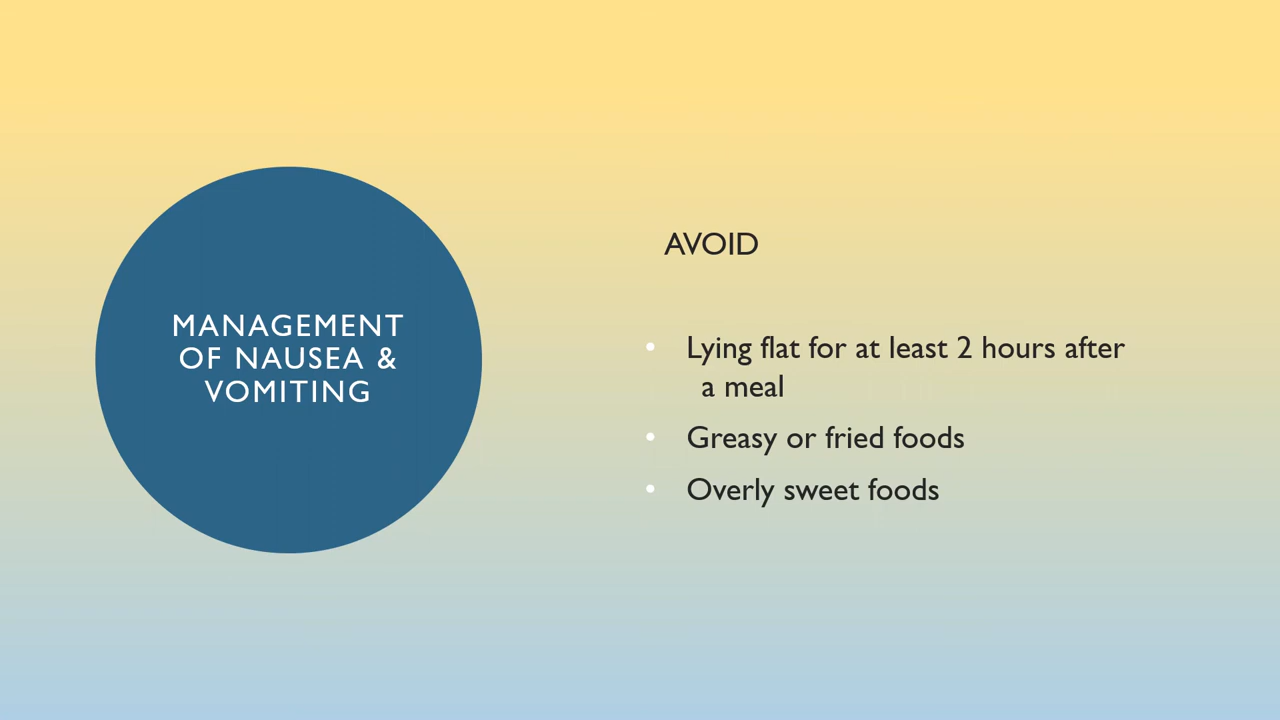 MANAGEMENT
OF NAUSEA &
VOMITING
AVOID
• Lying flat for at least 2 hours after
a meal
• Greasy or fried foods
• Overly sweet foods